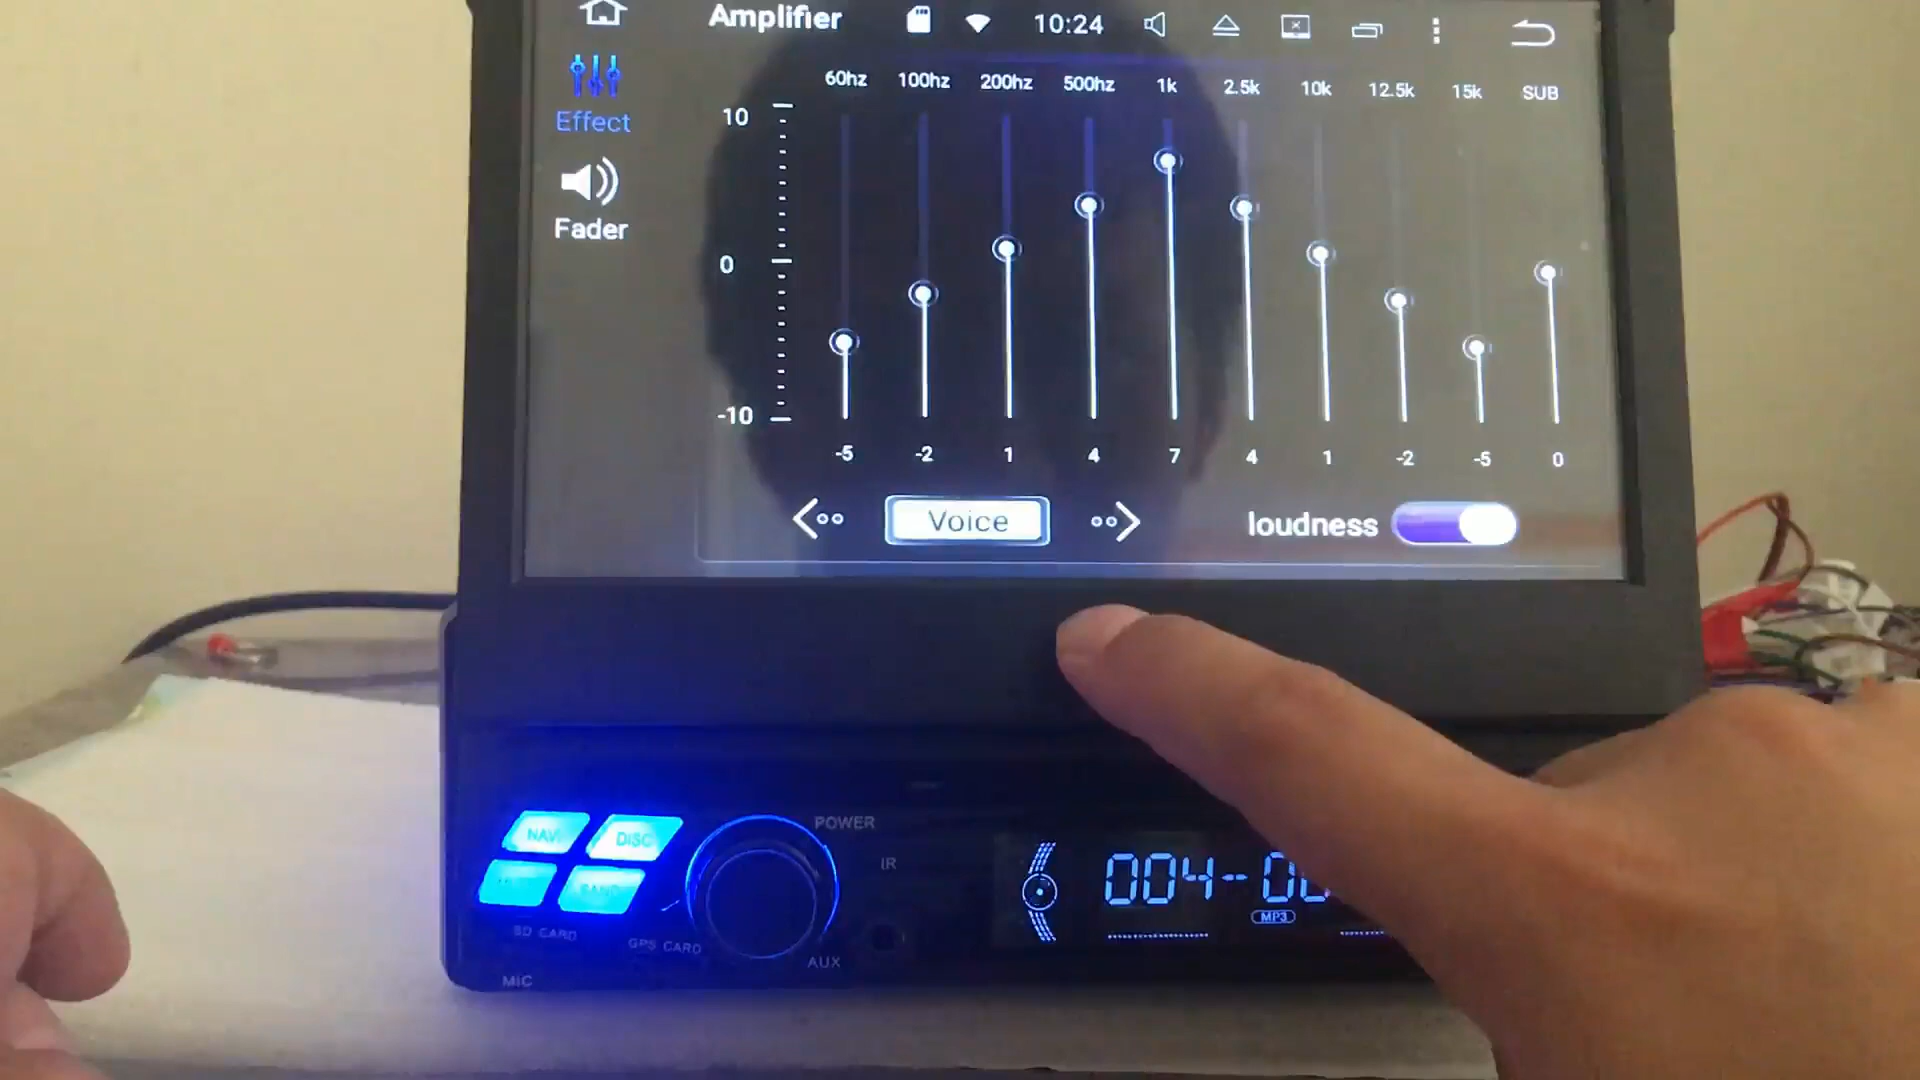 Amplifier 10:24
Effect
Fader
60hz 100hz 200hz 500hz 1k 2.5k 10k 12.5k 15k SUB
10
0
-10
-5 -2 1 4 7 4 1 -2 -5 0
Voice loudness
POWER
NAVI DISC
IR
BAND
004-
MP3
SD CARD GPS CARD
AUX
MIC